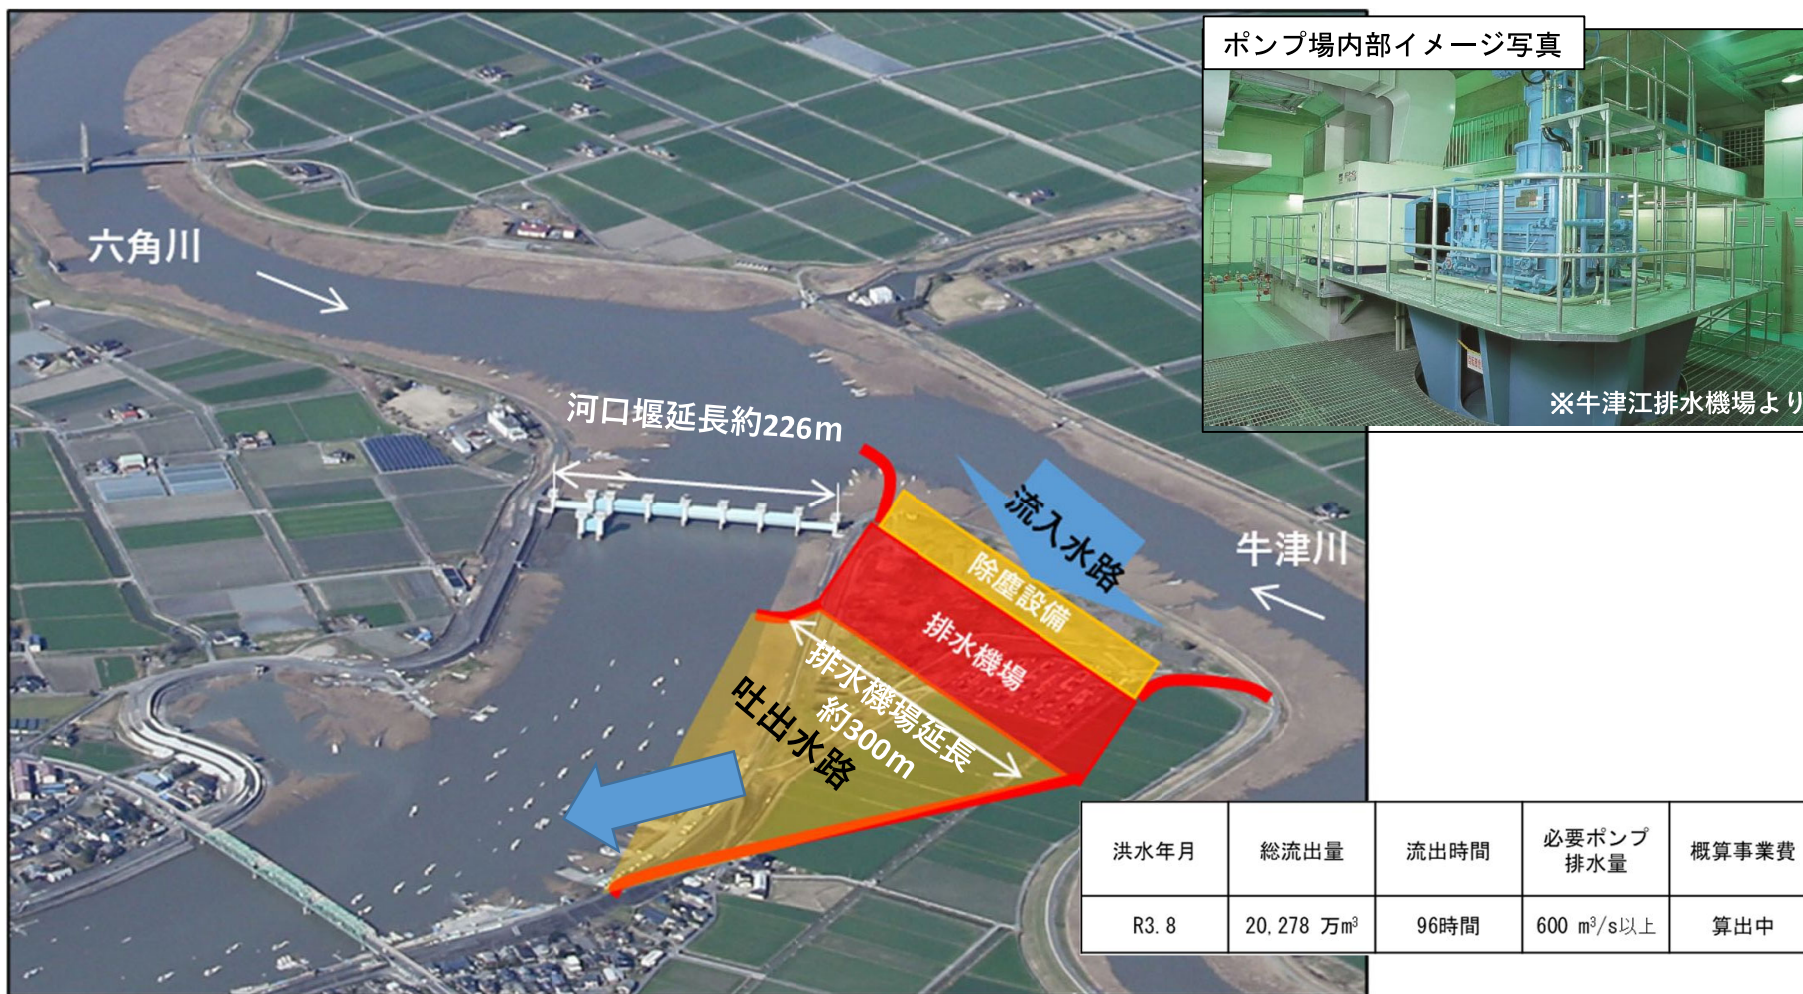 ポンプ場内部イメージ写真
※牛津江排水機場より
六角川
河口堰延長約226m
流入水路
牛津川
除塵設備
排水機場
排水機場延長
約300m
吐出水路
洪水年月 総流出量 流出時間 必要ポンプ排水量 概算事業費
R3.8 20,278 万m³ 96時間 600 m³/s以上 算出中